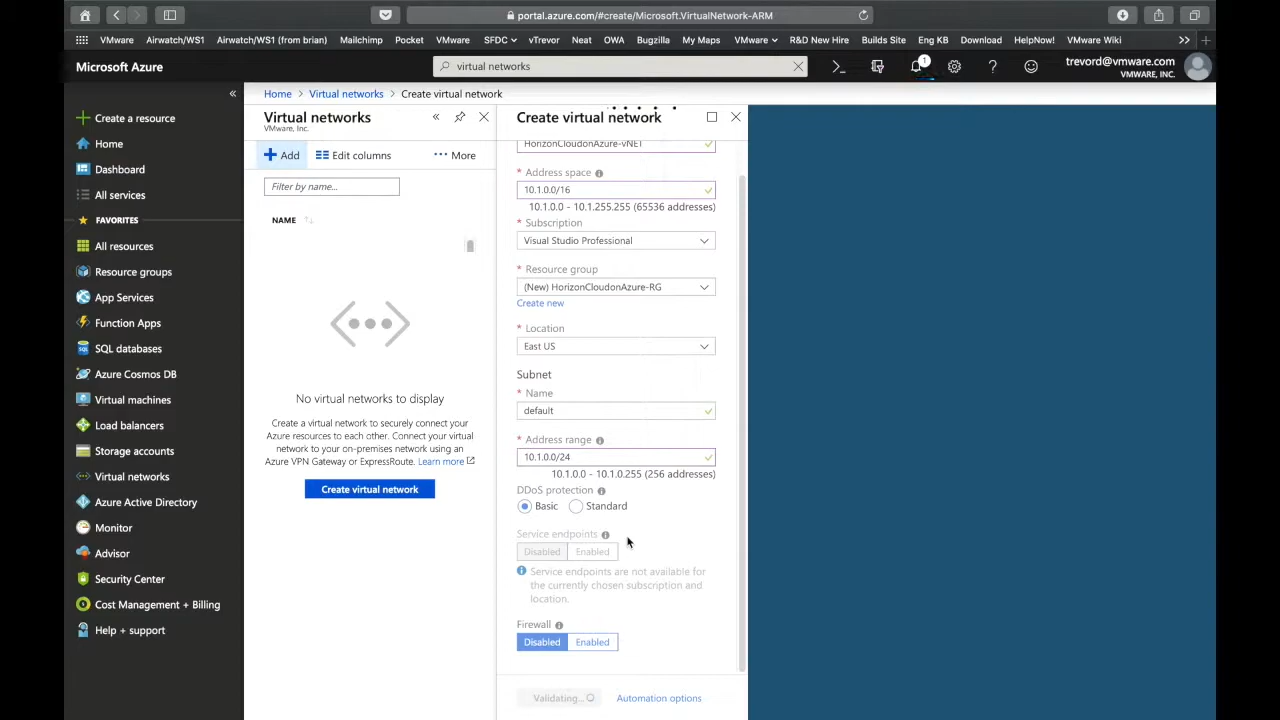 portal.azure.com/#create/Microsoft.VirtualNetwork-ARM
VMware Airwatch/WS1 Airwatch/WS1 (from brian) Mailchimp Pocket VMware SFDC vTrevor Neat OWA Bugzilla My Maps VMware R&D New Hire Builds Site Eng KB Download HelpNow! VMware Wiki
Microsoft Azure
virtual networks
1
trevord@vmware.com
VMWARE, INC.
Home > Virtual networks > Create virtual network
Create a resource
Home
Dashboard
All services
FAVORITES
All resources
Resource groups
App Services
Function Apps
SQL databases
Azure Cosmos DB
Virtual machines
Load balancers
Storage accounts
Virtual networks
Azure Active Directory
Monitor
Advisor
Security Center
Cost Management + Billing
Help + support
Virtual networks
VMware, Inc.
Add Edit columns ... More
Filter by name...
NAME
No virtual networks to display
Create a virtual network to securely connect your
Azure resources to each other. Connect your virtual
network to your on-premises network using an
Azure VPN Gateway or ExpressRoute. Learn more
Create virtual network
Create virtual network
HorizonCloudonAzure-vNET
* Address space
10.1.0.0/16
10.1.0.0 - 10.1.255.255 (65536 addresses)
* Subscription
Visual Studio Professional
* Resource group
(New) HorizonCloudonAzure-RG
Create new
* Location
East US
Subnet
* Name
default
* Address range
10.1.0.0/24
10.1.0.0 - 10.1.0.255 (256 addresses)
DDoS protection
Basic Standard
Service endpoints
Disabled Enabled
Service endpoints are not available for
the currently chosen subscription and
location.
Firewall
Disabled Enabled
Validating... Automation options